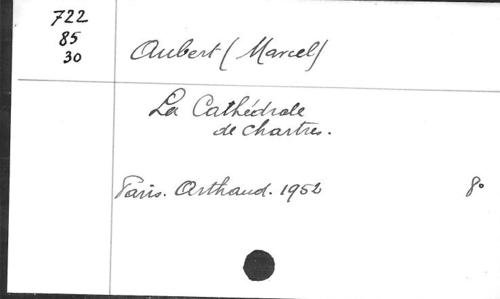 722
85
30
Aubert (Marcel)
La Cathédrale
de Chartres.
Paris. Arthaud. 1952 8°